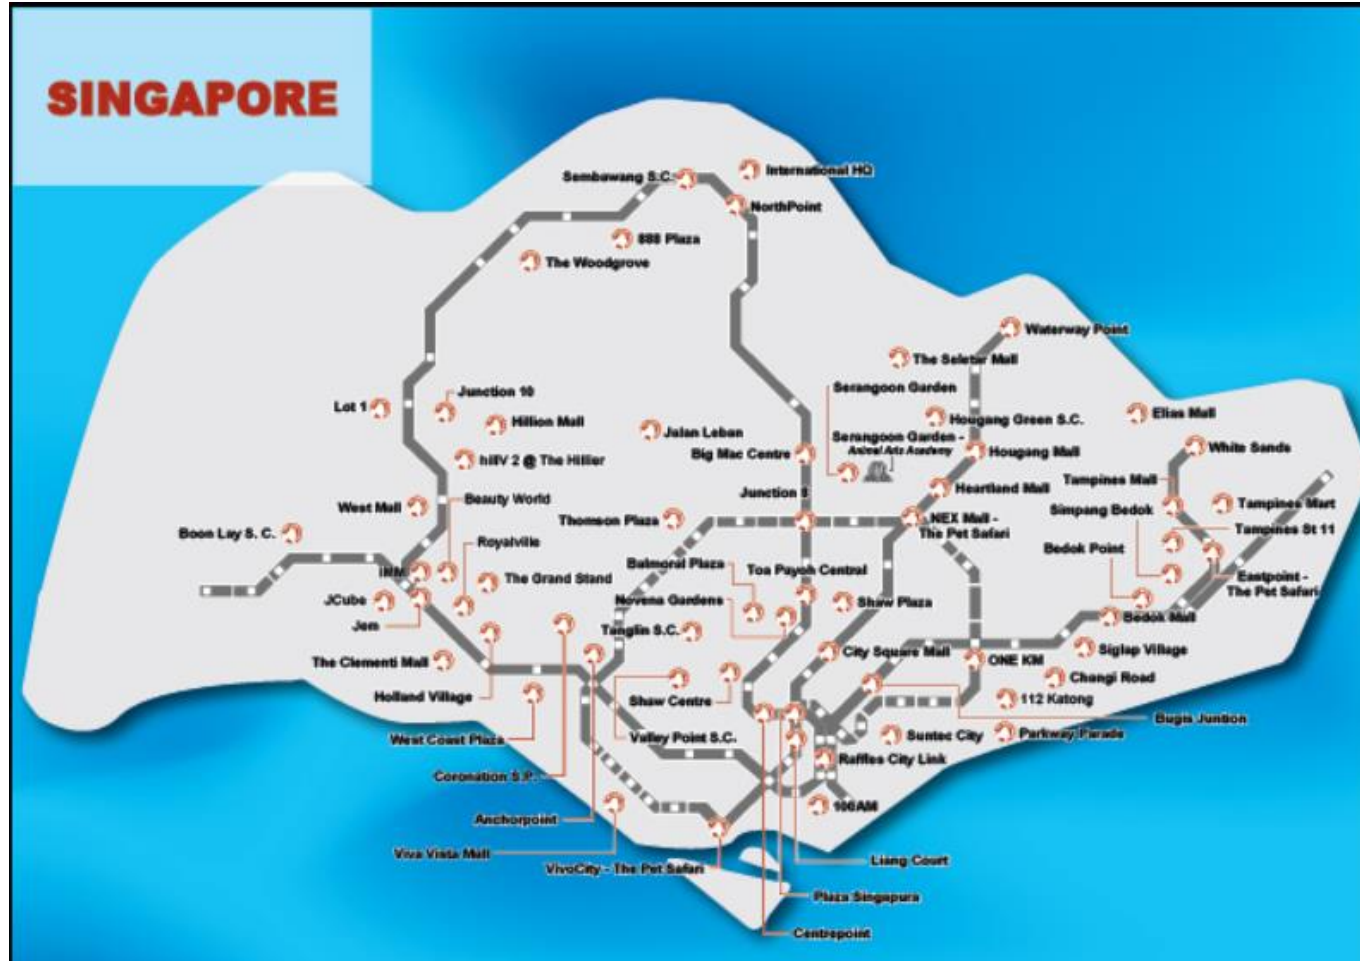 SINGAPORE
Sembawang S.C.
International HQ
NorthPoint
888 Plaza
The Woodgrove
Waterway Point
The Seletar Mall
Serangoon Garden
Junction 10
Lot 1
Hillion Mall
Jalan Leban
Hougang Green S.C.
Elias Mall
Serangoon Garden -
Animal Arts Academy
Big Mac Centre
Hougang Mall
White Sands
hillV 2 @ The Hillier
Tampines Mall
Heartland Mall
Junction 8
Beauty World
West Mall
Simpang Bedok
Tampines Mart
Thomson Plaza
NEX Mall -
The Pet Safari
Boon Lay S. C.
Royalville
Tampines St 11
Bedok Point
Balmoral Plaza
Toa Payoh Central
IMM
The Grand Stand
Eastpoint -
The Pet Safari
JCube
Novena Gardens
Shaw Plaza
Jem
Tanglin S.C.
Bedok Mall
The Clementi Mall
City Square Mall
ONE KM
Siglap Village
Holland Village
Shaw Centre
Changi Road
112 Katong
Bugis Juntion
West Coast Plaza
Valley Point S.C.
Suntec City
Parkway Parade
Raffles City Link
Coronation S.P.
100AM
Anchorpoint
Viva Vista Mall
VivoCity - The Pet Safari
Liang Court
Plaza Singapura
Centrepoint